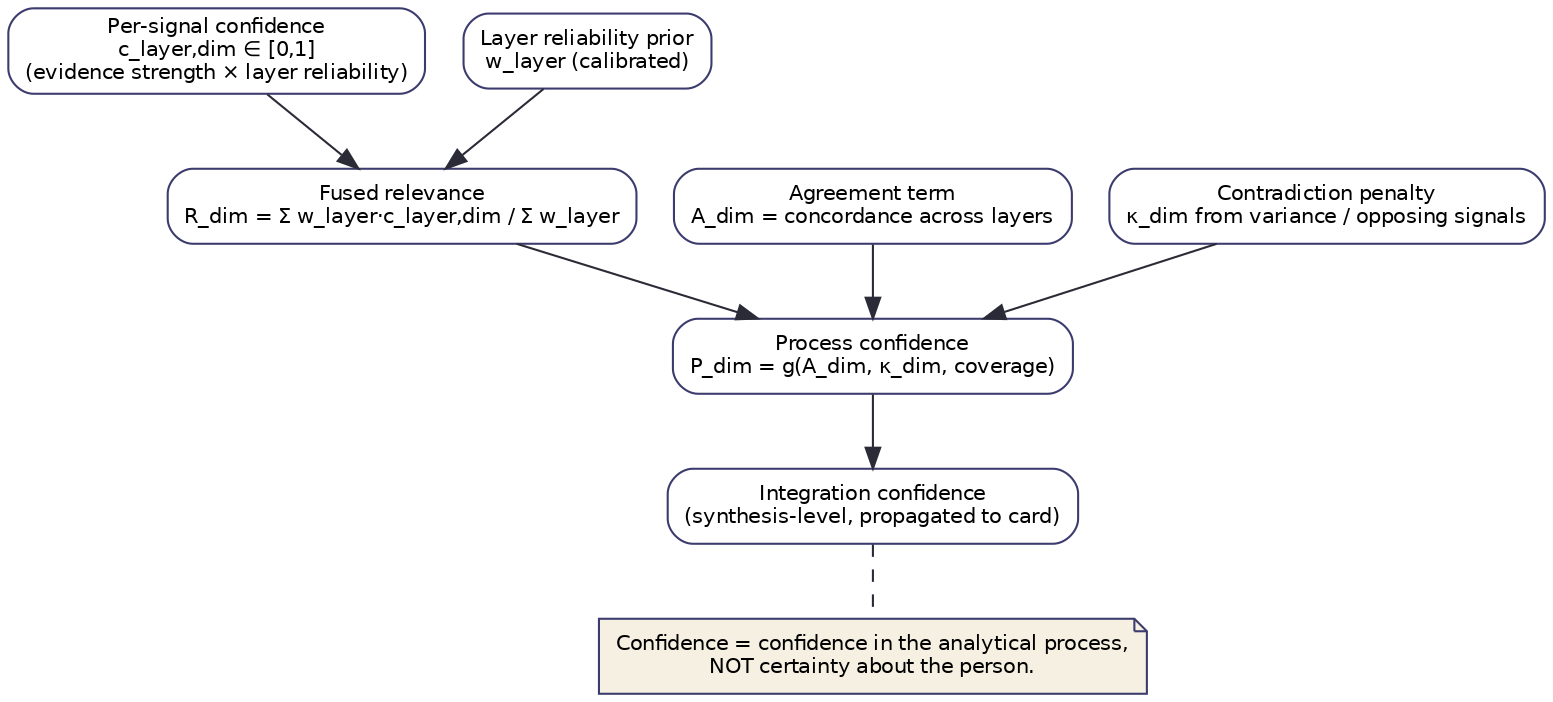 Per-signal confidence
c_layer,dim ∈ [0,1]
(evidence strength × layer reliability)
Layer reliability prior
w_layer (calibrated)
Fused relevance
R_dim = Σ w_layer·c_layer,dim / Σ w_layer
Agreement term
A_dim = concordance across layers
Contradiction penalty
κ_dim from variance / opposing signals
Process confidence
P_dim = g(A_dim, κ_dim, coverage)
Integration confidence
(synthesis-level, propagated to card)
Confidence = confidence in the analytical process,
NOT certainty about the person.